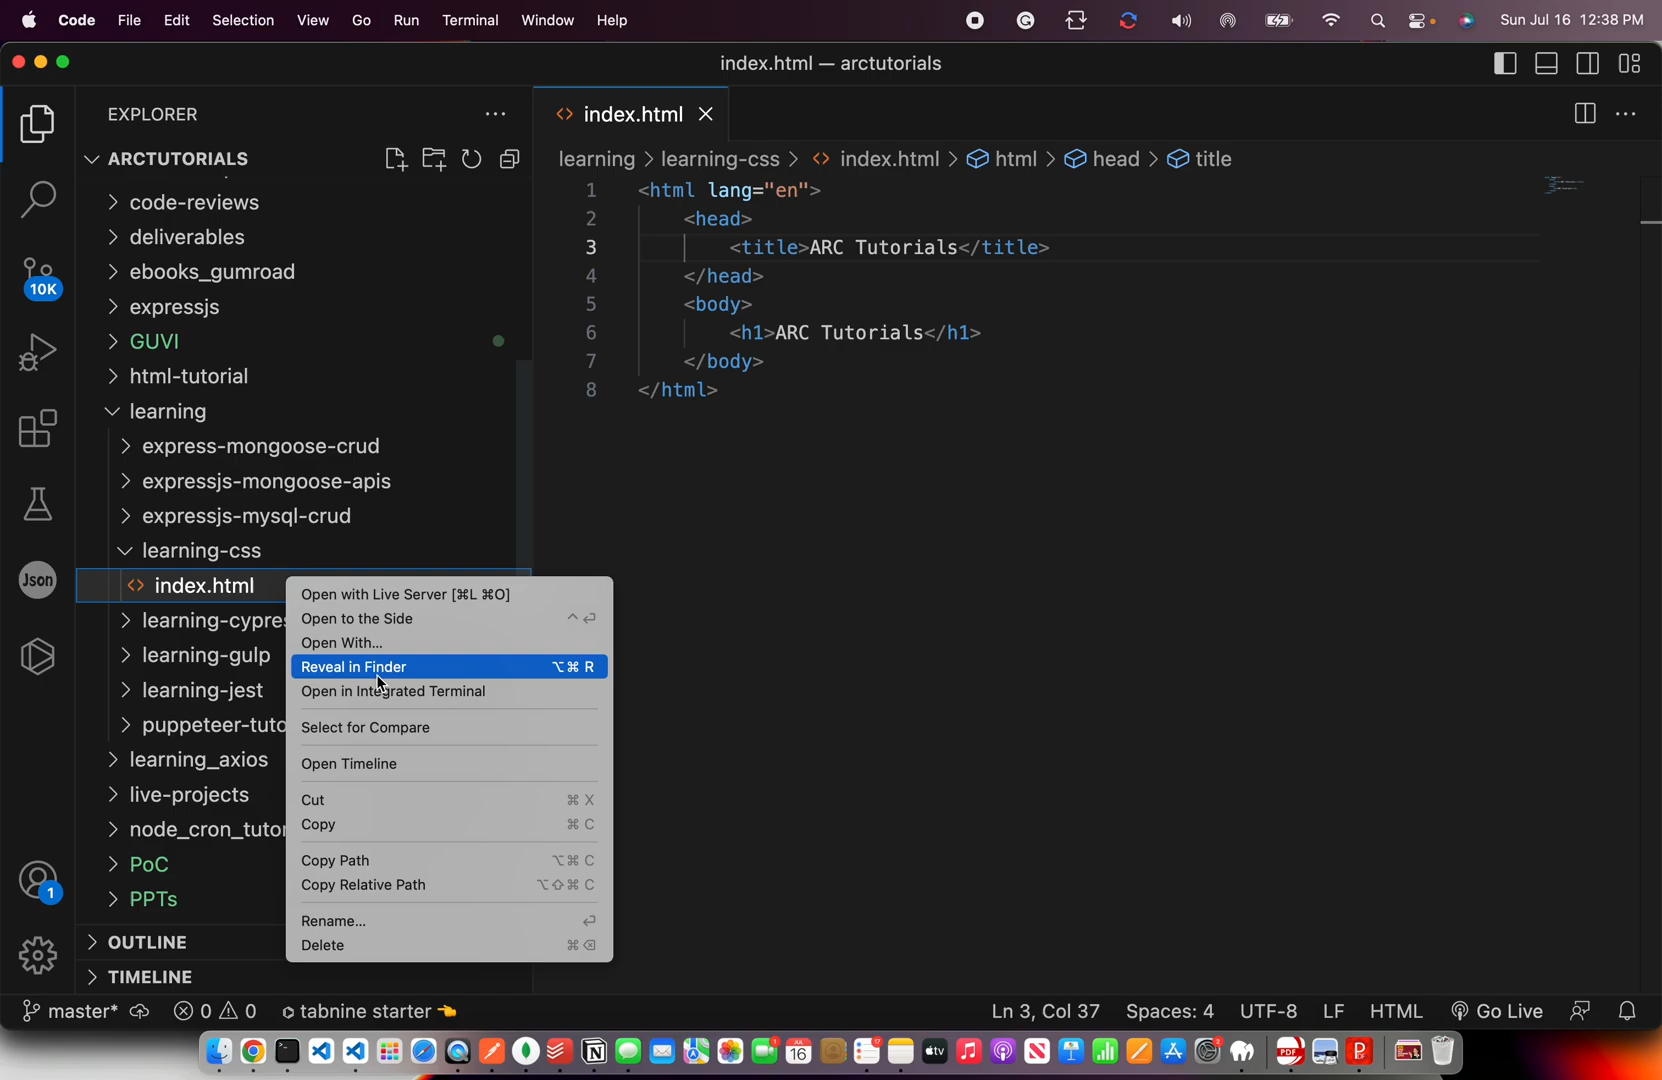 Code File Edit Selection View Go Run Terminal Window Help Sun Jul 16 12:38 PM
index.html — arctutorials
EXPLORER
ARCTUTORIALS
code-reviews
deliverables
ebooks_gumroad
expressjs
GUVI
html-tutorial
learning
express-mongoose-crud
expressjs-mongoose-apis
expressjs-mysql-crud
learning-css
index.html
learning-cypres
learning-gulp
learning-jest
puppeteer-tuto
learning_axios
live-projects
node_cron_tutor
PoC
PPTs
OUTLINE
TIMELINE
10K
Json
1
index.html
learning > learning-css > <> index.html > html > head > title
1 <html lang="en">
2 <head>
3 <title>ARC Tutorials</title>
4 </head>
5 <body>
6 <h1>ARC Tutorials</h1>
7 </body>
8 </html>
Open with Live Server [⌘L ⌘O]
Open to the Side ^ ⏎
Open With...
Reveal in Finder ⌥⌘ R
Open in Integrated Terminal
Select for Compare
Open Timeline
Cut ⌘ X
Copy ⌘ C
Copy Path ⌥⌘ C
Copy Relative Path ⌥⇧⌘ C
Rename... ⏎
Delete ⌘ ⌫
master* 0 0 tabnine starter Ln 3, Col 37 Spaces: 4 UTF-8 LF HTML Go Live